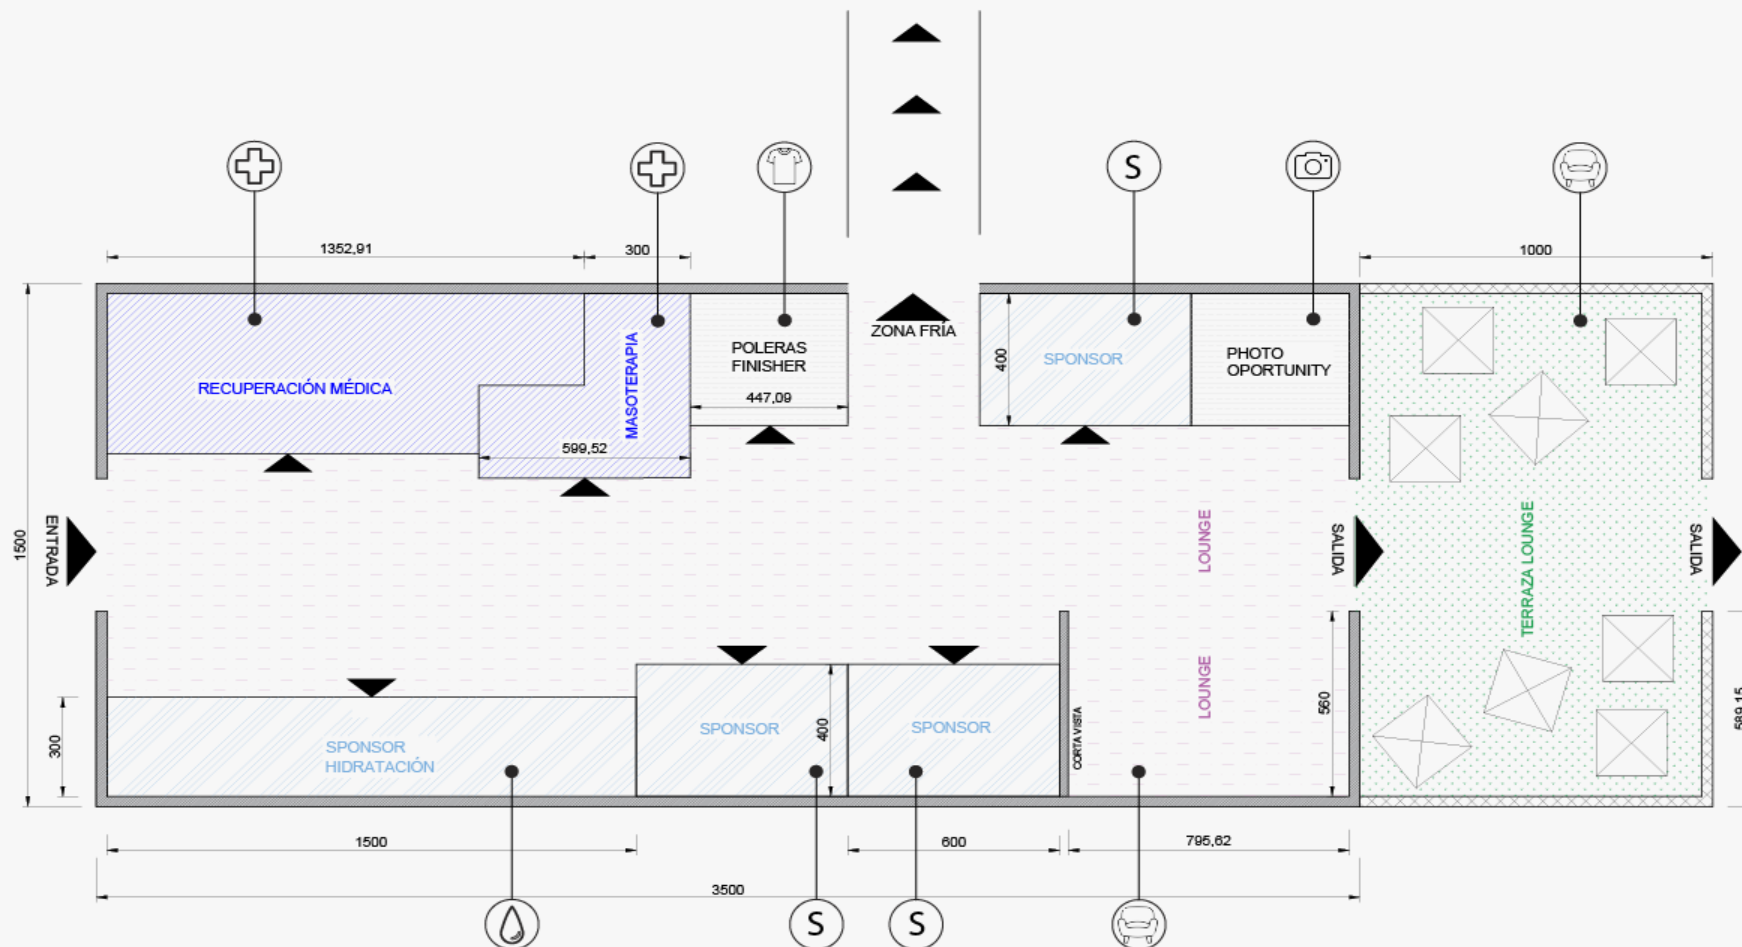 S
1352,91
300
1000
ZONA FRÍA
POLERAS
FINISHER
447,09
400
SPONSOR
PHOTO
OPORTUNITY
RECUPERACIÓN MÉDICA
MASOTERAPIA
599,52
1500
ENTRADA
LOUNGE
SALIDA
TERRAZA LOUNGE
SALIDA
LOUNGE
CORTA VISTA
560
589,15
300
SPONSOR
HIDRATACIÓN
SPONSOR
400
SPONSOR
1500
600
795,62
3500
S
S